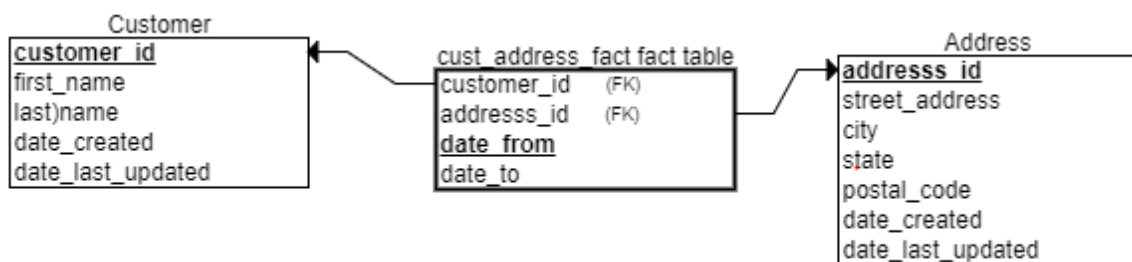 Customer
customer_id
first_name
last)name
date_created
date_last_updated
cust_address_fact fact table
customer_id (FK)
addresss_id (FK)
date_from
date_to
Address
addresss_id
street_address
city
state
postal_code
date_created
date_last_updated